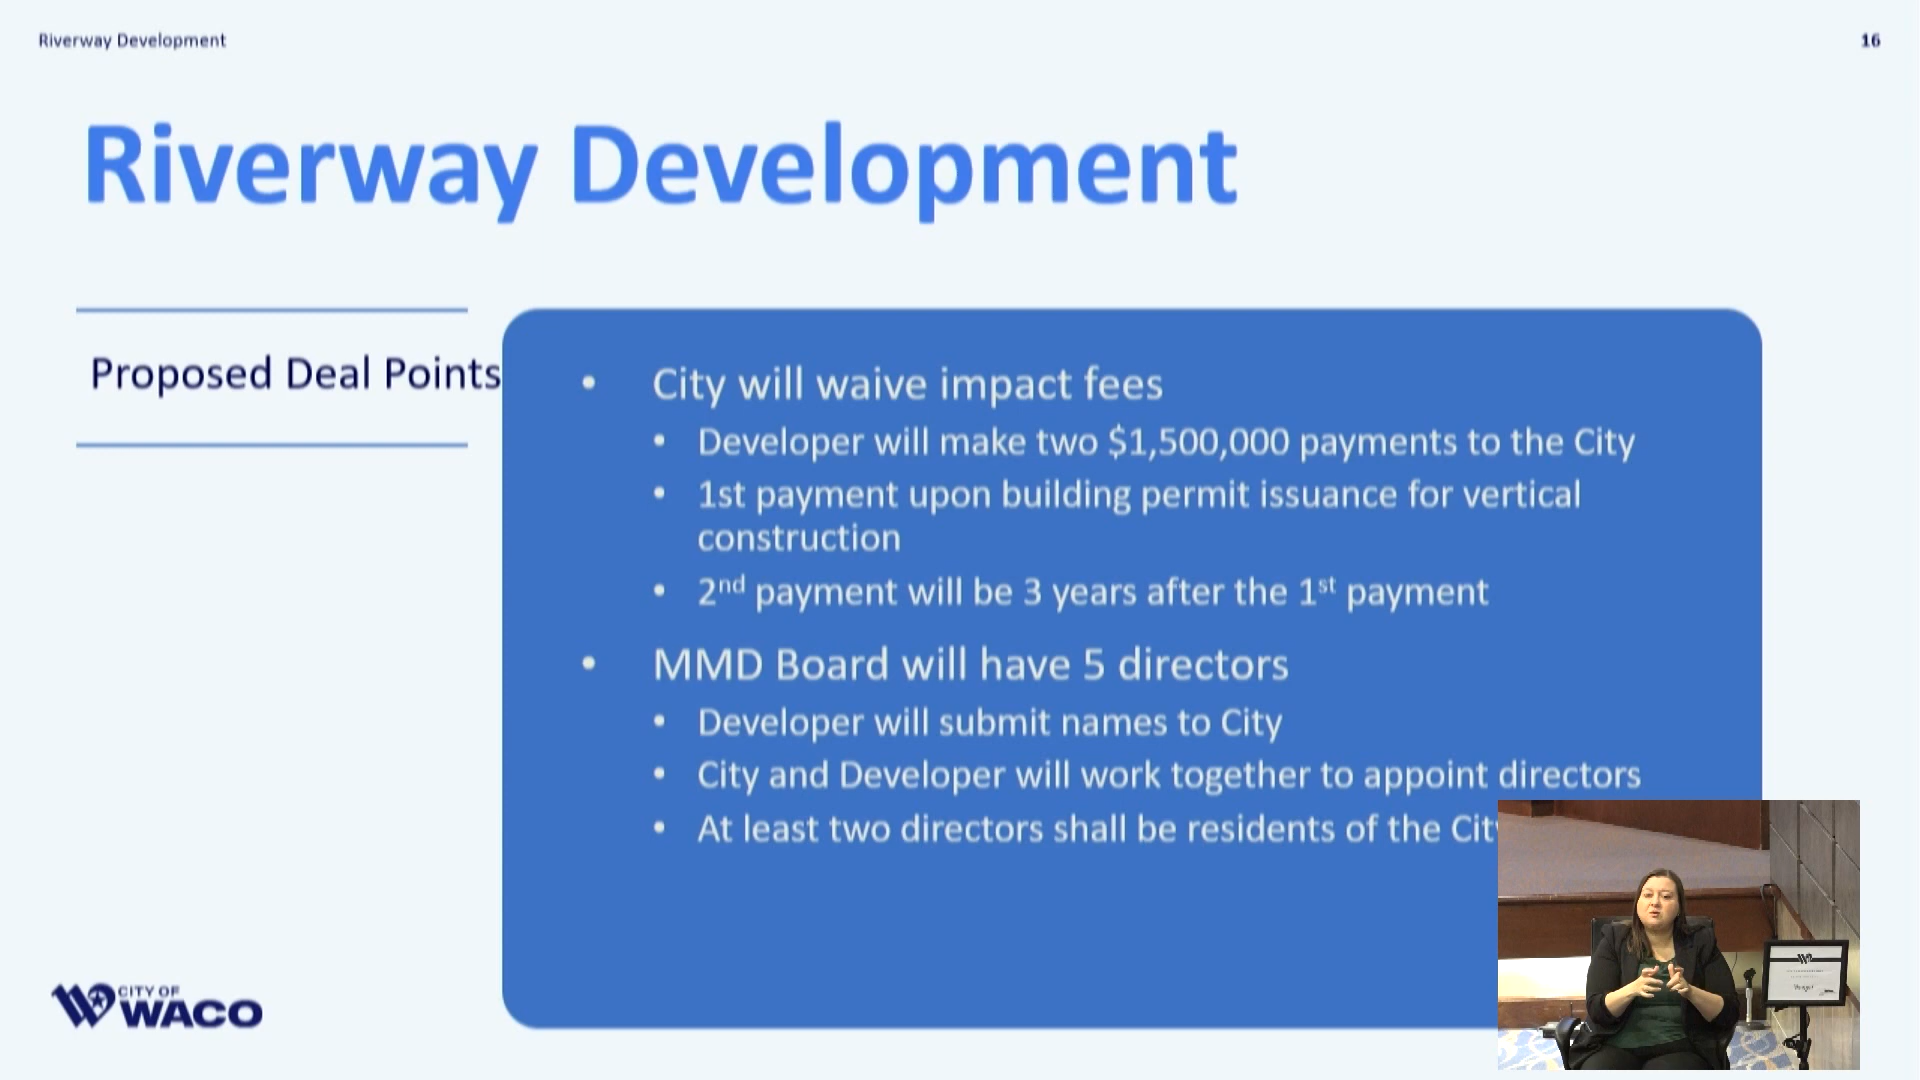 Riverway Development
16
Riverway Development
Proposed Deal Points
• City will waive impact fees
• Developer will make two $1,500,000 payments to the City
• 1st payment upon building permit issuance for vertical
construction
• 2nd payment will be 3 years after the 1st payment
• MMD Board will have 5 directors
• Developer will submit names to City
• City and Developer will work together to appoint directors
• At least two directors shall be residents of the
CITY OF
WACO